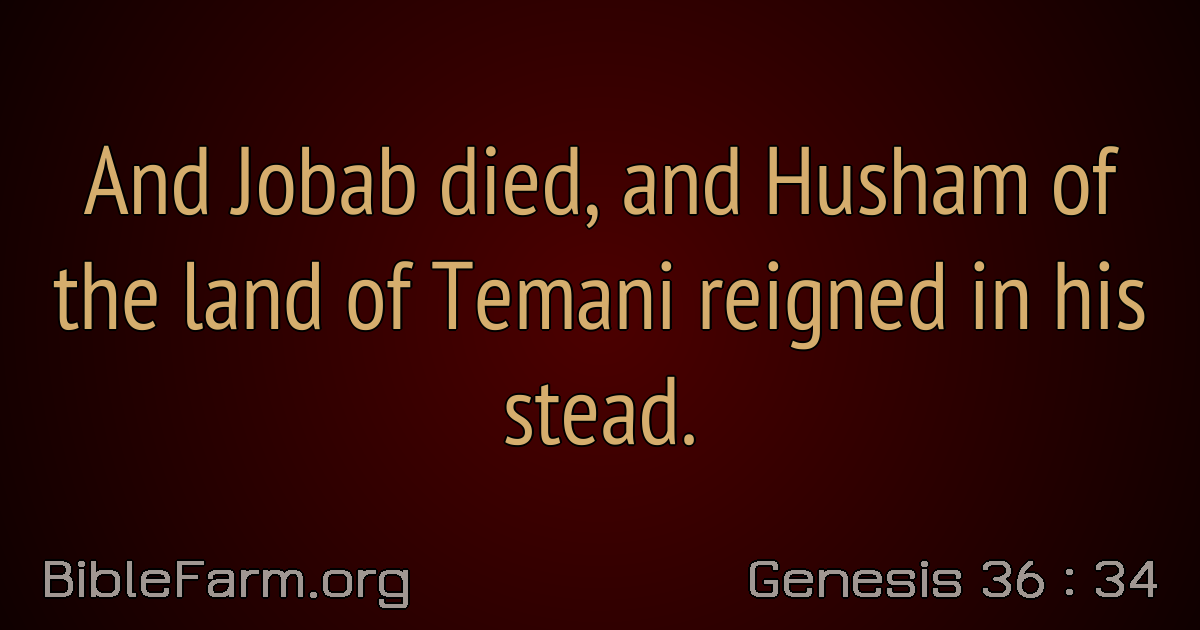 And Jobab died, and Husham of
the land of Temani reigned in his
stead.
BibleFarm.org
Genesis 36 : 34